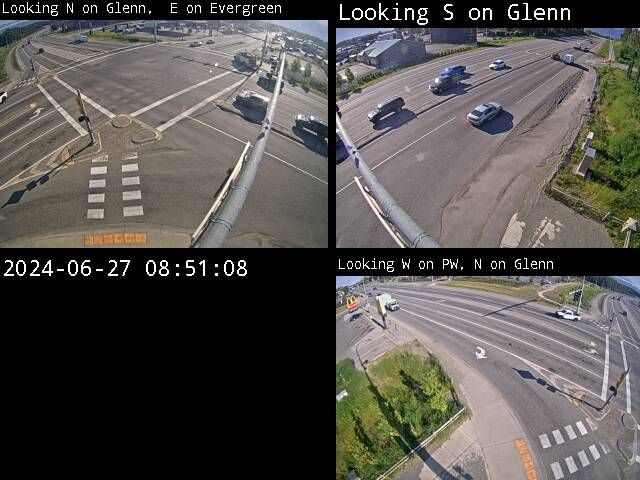 Looking N on Glenn, E on Evergreen
Looking S on Glenn
2024-06-27 08:51:08
Looking W on PW, N on Glenn